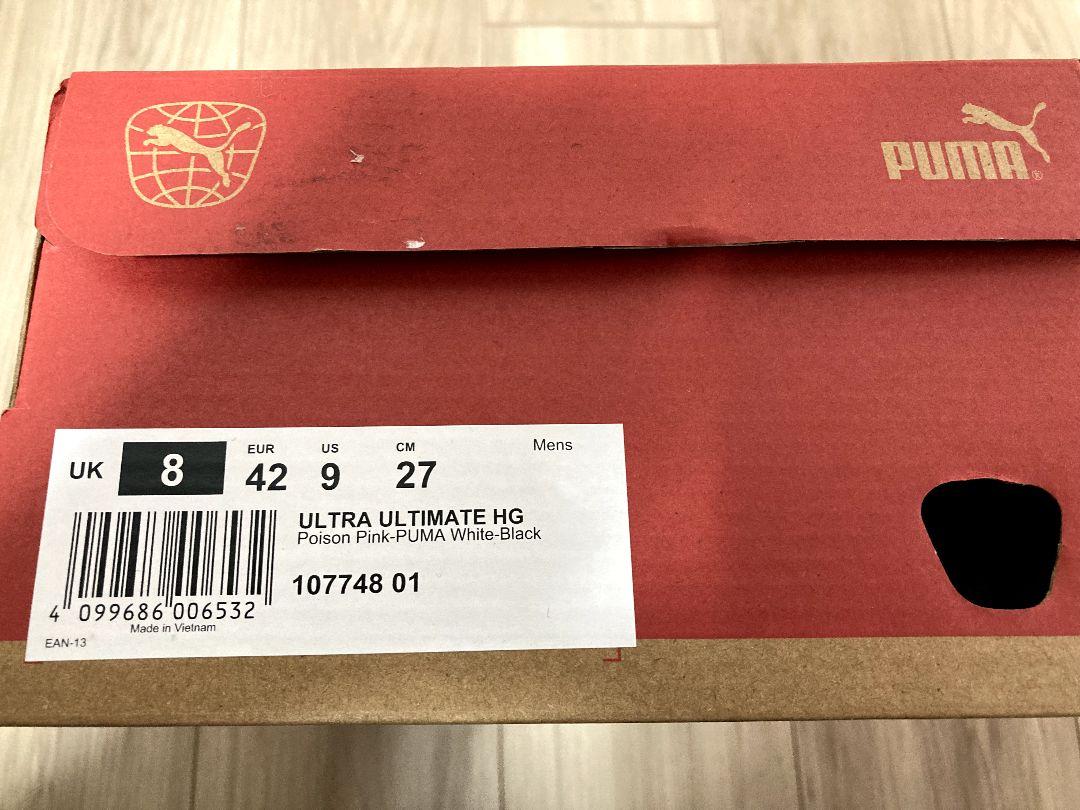 PUMA®
UK 8
EUR 42
US 9
CM 27
Mens
ULTRA ULTIMATE HG
Poison Pink-PUMA White-Black
107748 01
4 099686 006532
Made in Vietnam
EAN-13